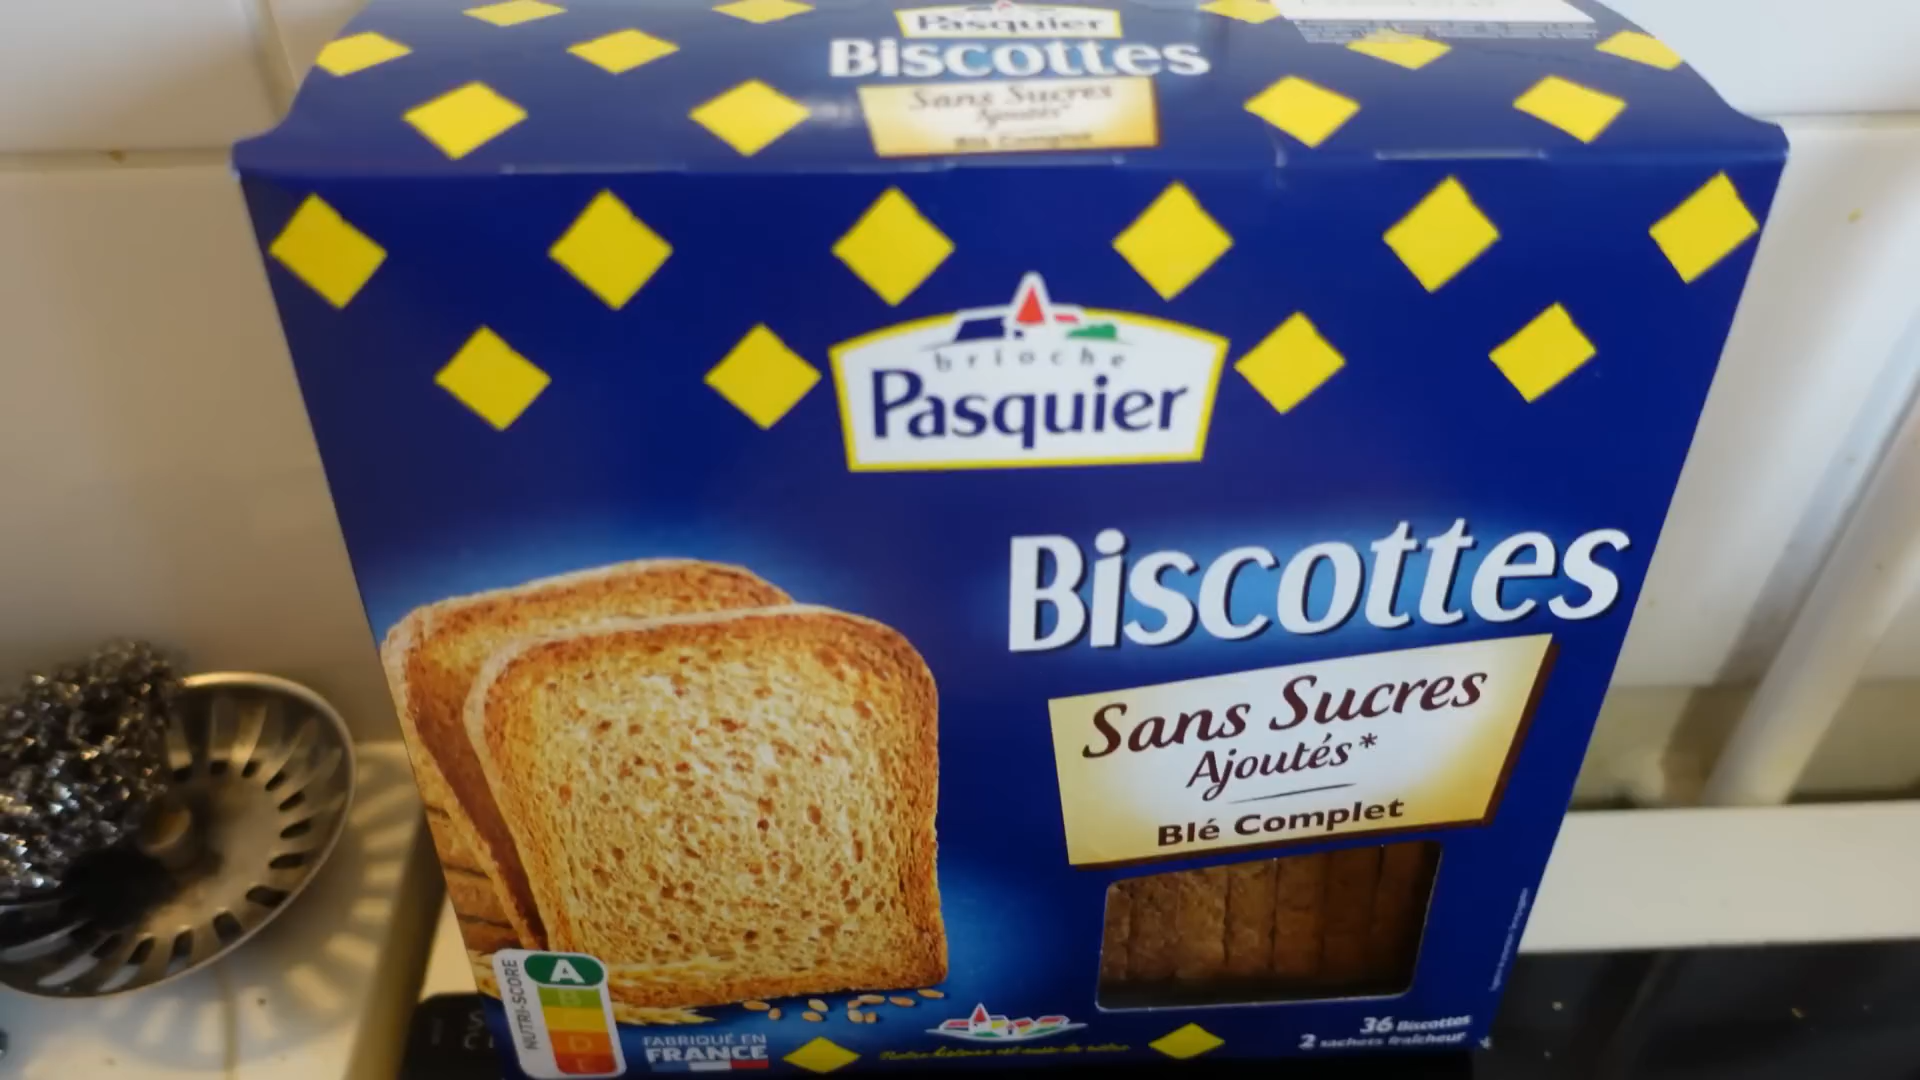 Pasquier
Biscottes
Sans Sucres
Ajoutés*
Blé Complet
brioche
Pasquier
Biscottes
Sans Sucres
Ajoutés*
Blé Complet
NUTRI-SCORE
A
B
D
E
FABRIQUÉ EN
FRANCE
36 Biscottes
2 sachets fraîcheur